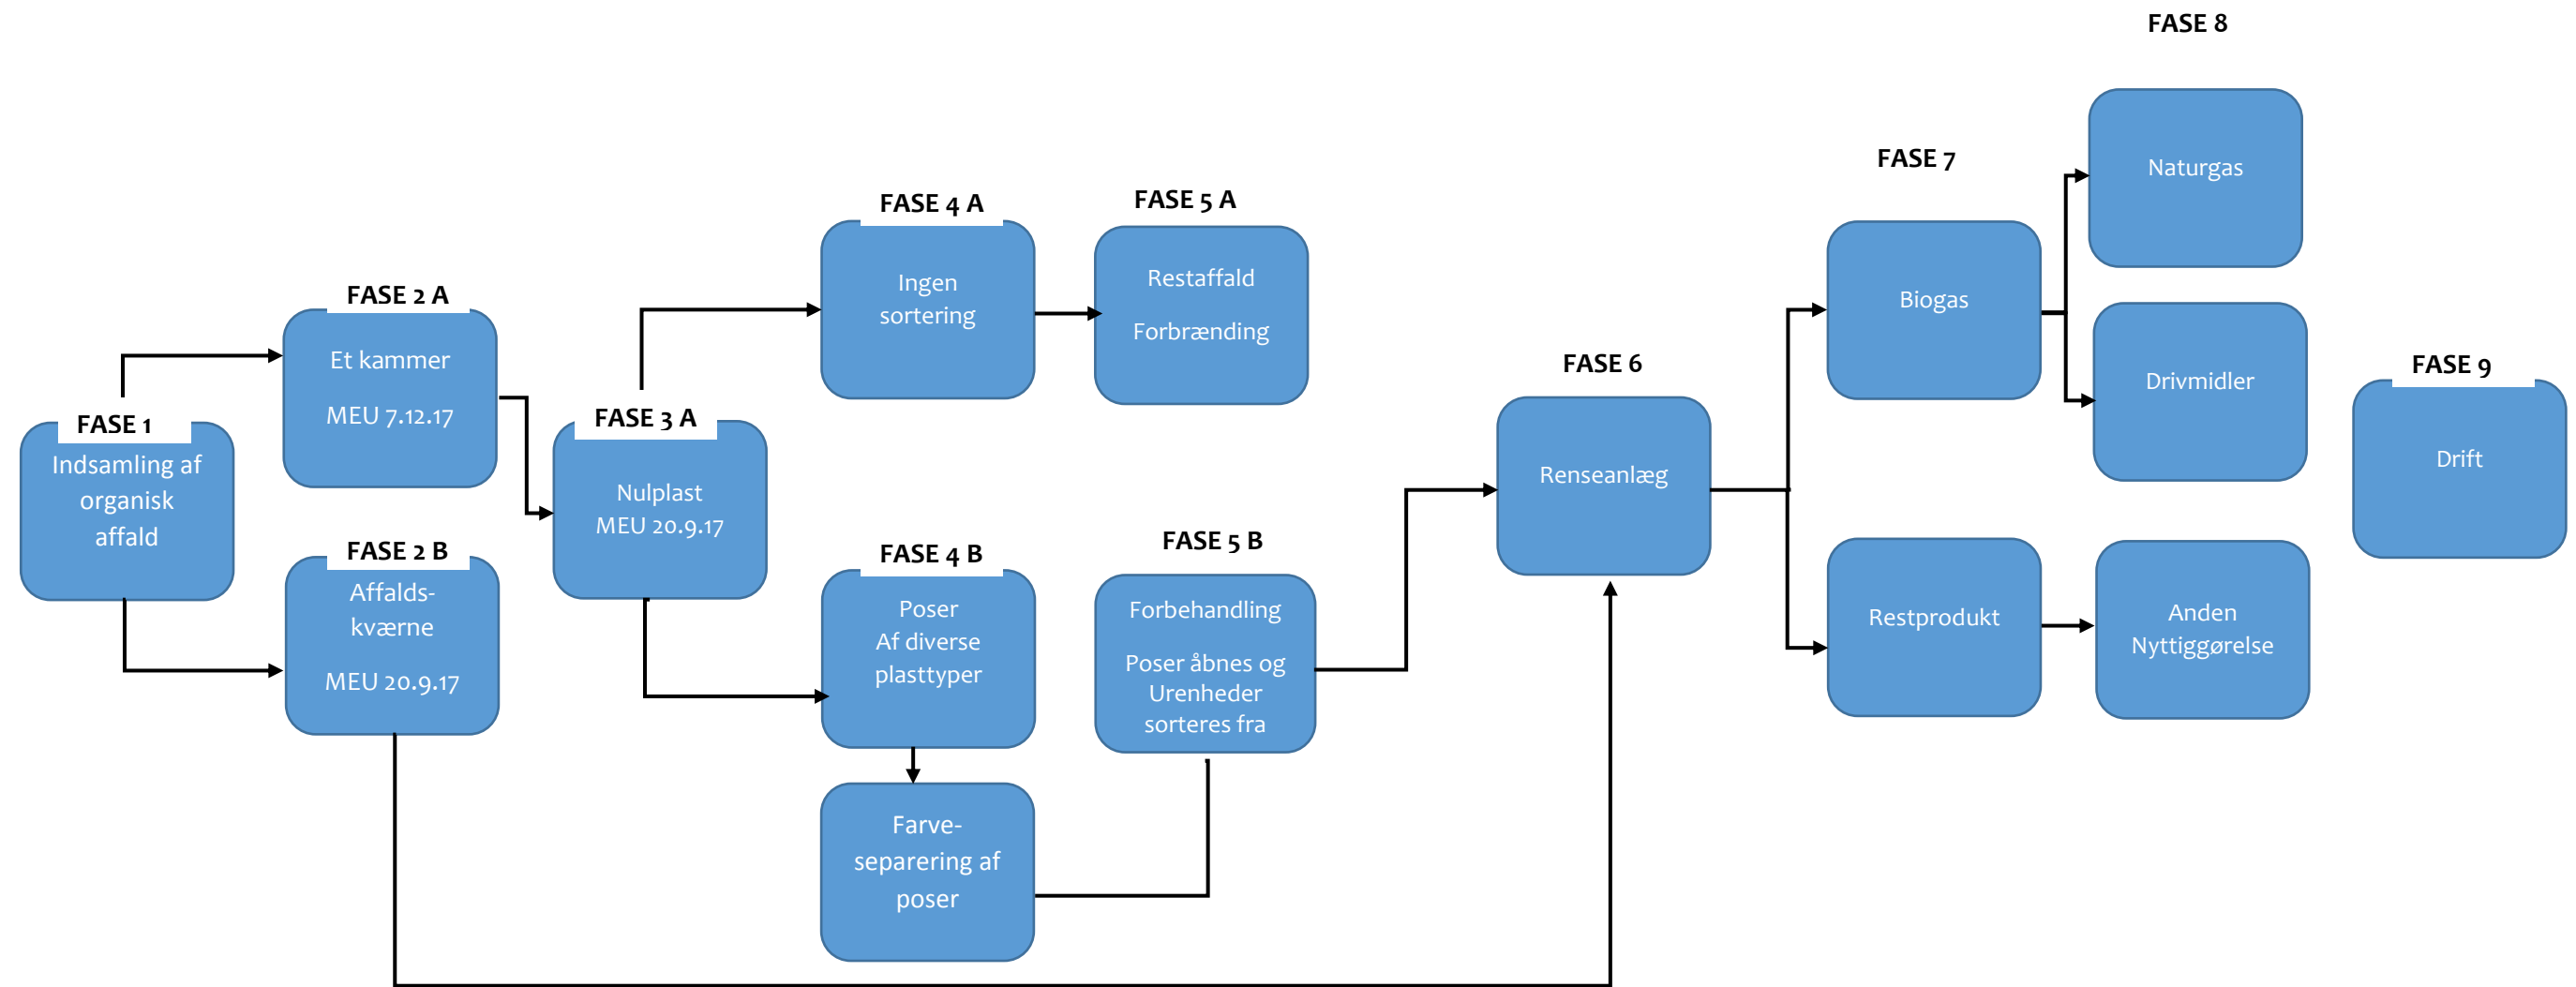 FASE 1
Indsamling af
organisk
affald
FASE 2 A
Et kammer
MEU 7.12.17
FASE 2 B
Affalds-
kværne
MEU 20.9.17
FASE 3 A
Nulplast
MEU 20.9.17
FASE 4 A
Ingen
sortering
FASE 4 B
Poser
Af diverse
plasttyper
Farve-
separering af
poser
FASE 5 A
Restaffald
Forbrænding
FASE 5 B
Forbehandling
Poser åbnes og
Urenheder
sorteres fra
FASE 6
Renseanlæg
FASE 7
Biogas
Restprodukt
FASE 8
Naturgas
Drivmidler
Anden
Nyttiggørelse
FASE 9
Drift